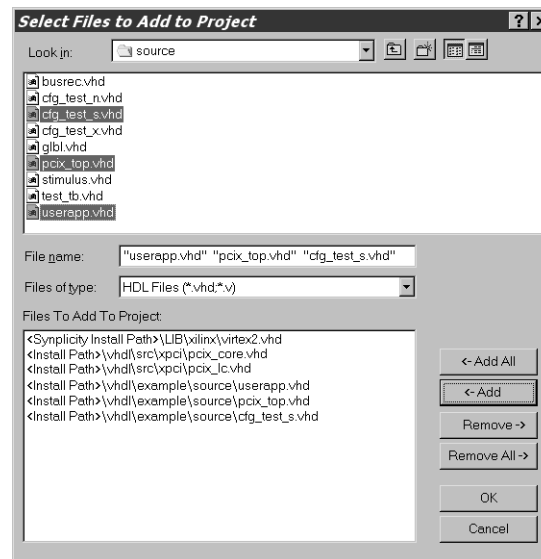 Select Files to Add to Project ? X
Look in: source
busrec.vhd
cfg_test_n.vhd
cfg_test_s.vhd
cfg_test_x.vhd
glbl.vhd
pcix_top.vhd
stimulus.vhd
test_tb.vhd
userapp.vhd
File name: "userapp.vhd" "pcix_top.vhd" "cfg_test_s.vhd"
Files of type: HDL Files (*.vhd;*.v)
Files To Add To Project:
<Synplicity Install Path>\LIB\xilinx\virtex2.vhd
<Install Path>\vhdl\src\xpci\pcix_core.vhd
<Install Path>\vhdl\src\xpci\pcix_lc.vhd
<Install Path>\vhdl\example\source\userapp.vhd
<Install Path>\vhdl\example\source\pcix_top.vhd
<Install Path>\vhdl\example\source\cfg_test_s.vhd
<- Add All
<- Add
Remove ->
Remove All ->
OK
Cancel